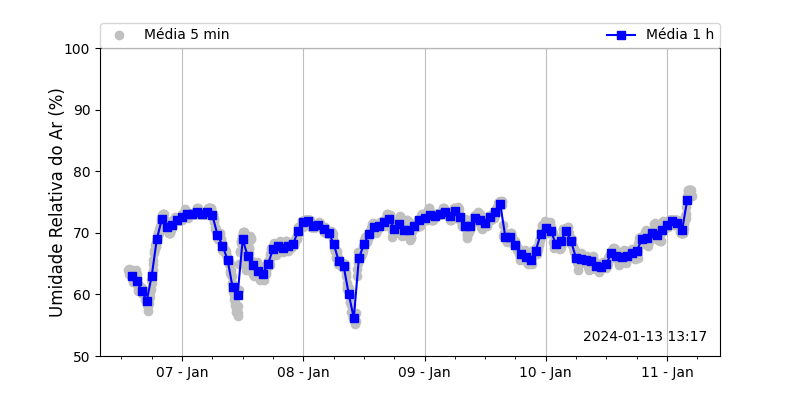 Média 5 min
Média 1 h
Umidade Relativa do Ar (%)
100
90
80
70
60
50
2024-01-13 13:17
07 - Jan
08 - Jan
09 - Jan
10 - Jan
11 - Jan